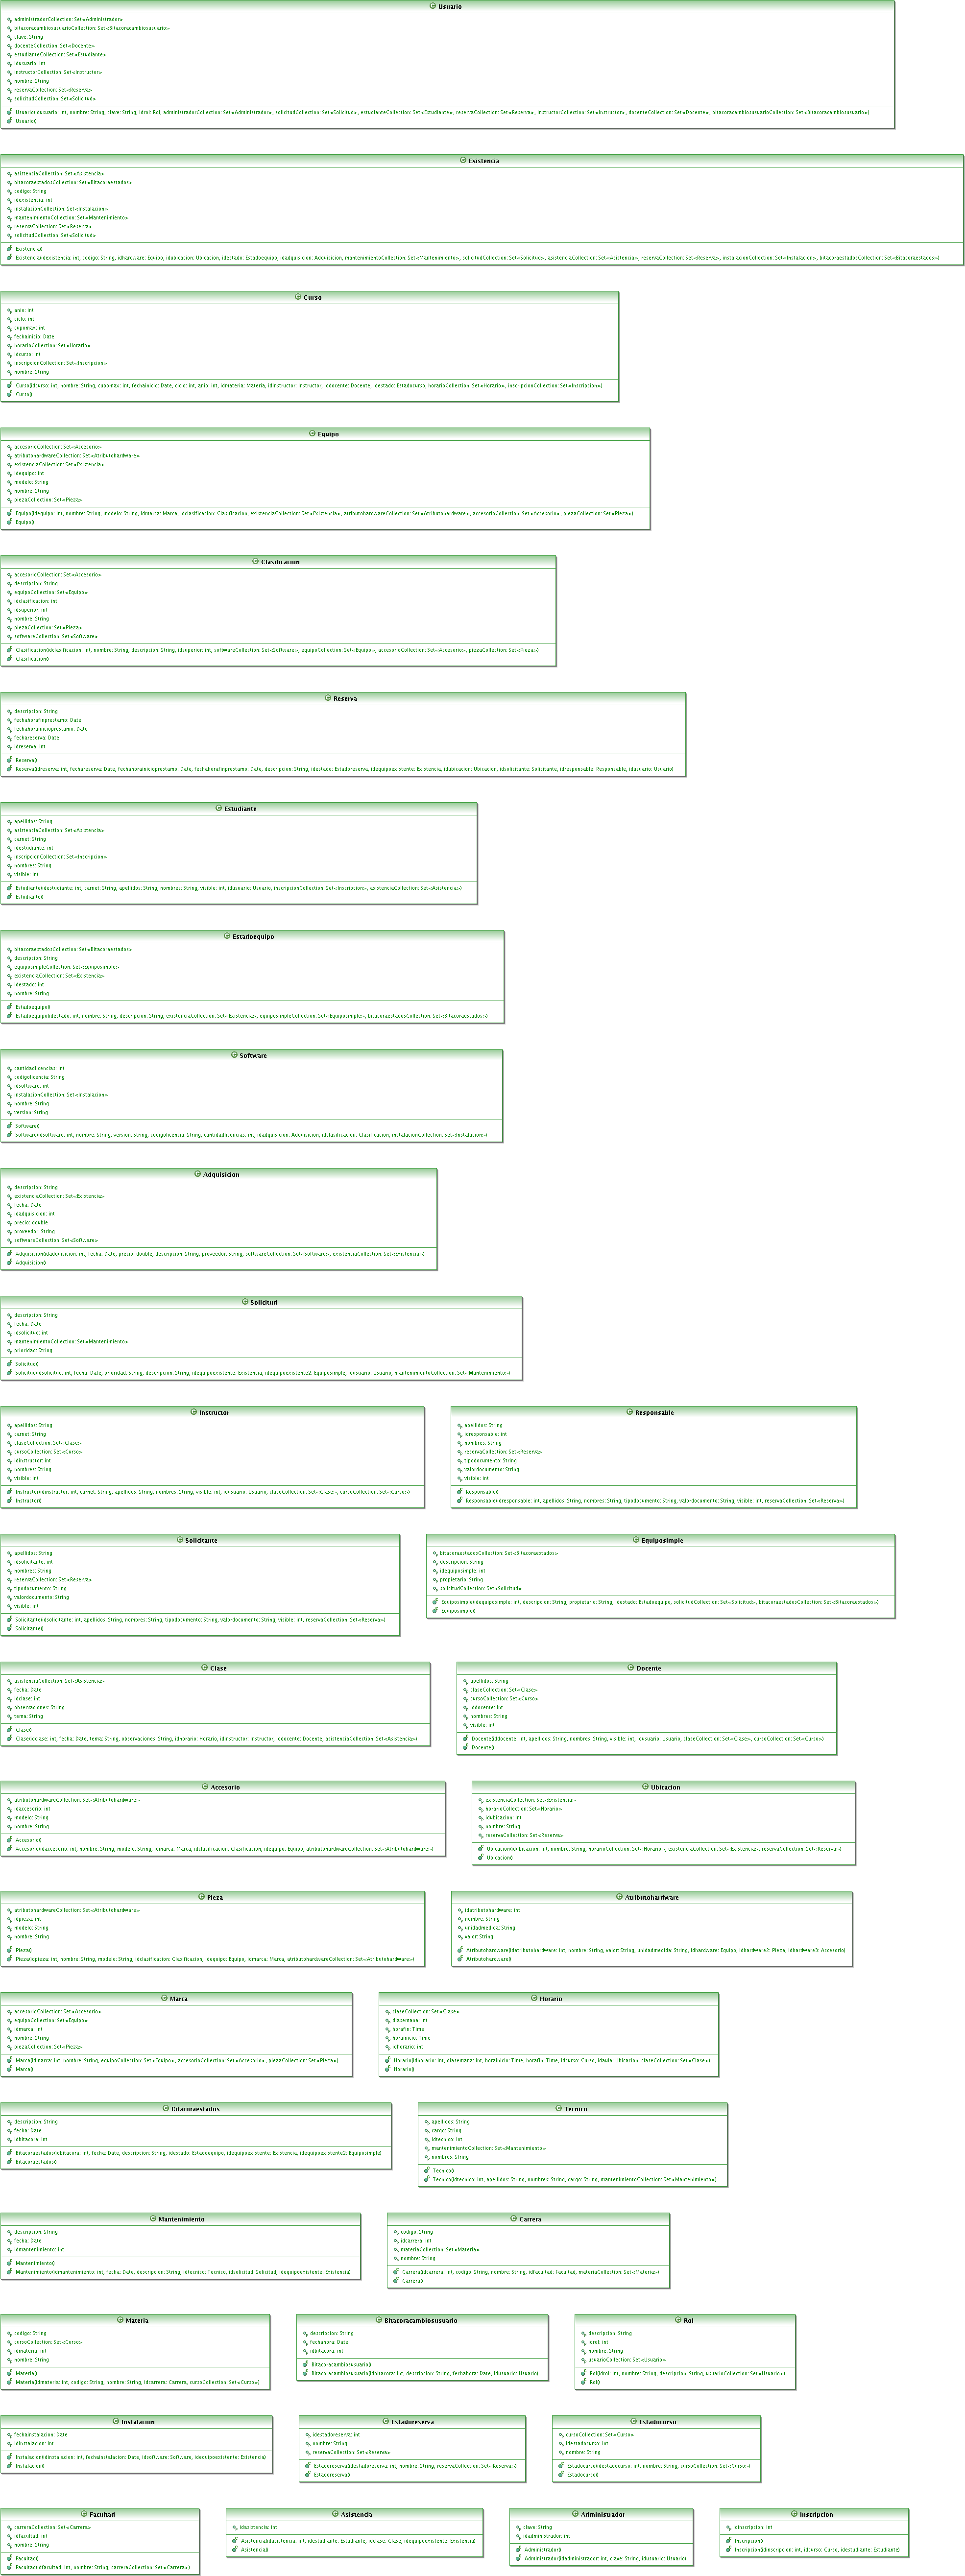 Usuario
administradorCollection: Set<Administrador>
bitacoracambiosusuarioCollection: Set<Bitacoracambiosusuario>
clave: String
docenteCollection: Set<Docente>
estudianteCollection: Set<Estudiante>
idusuario: int
instructorCollection: Set<Instructor>
nombre: String
reservaCollection: Set<Reserva>
solicitudCollection: Set<Solicitud>
Usuario(idusuario: int, nombre: String, clave: String, idrol: Rol, administradorCollection: Set<Administrador>, solicitudCollection: Set<Solicitud>, estudianteCollection: Set<Estudiante>, reservaCollection: Set<Reserva>, instructorCollection: Set<Instructor>, docenteCollection: Set<Docente>, bitacoracambiosusuarioCollection: Set<Bitacoracambiosusuario>)
Usuario()
Existencia
asistenciaCollection: Set<Asistencia>
bitacoraestadosCollection: Set<Bitacoraestados>
codigo: String
idexistencia: int
instalacionCollection: Set<Instalacion>
mantenimientoCollection: Set<Mantenimiento>
reservaCollection: Set<Reserva>
solicitudCollection: Set<Solicitud>
Existencia()
Existencia(idexistencia: int, codigo: String, idhardware: Equipo, idubicacion: Ubicacion, idestado: Estadoequipo, idadquisicion: Adquisicion, mantenimientoCollection: Set<Mantenimiento>, solicitudCollection: Set<Solicitud>, asistenciaCollection: Set<Asistencia>, reservaCollection: Set<Reserva>, instalacionCollection: Set<Instalacion>, bitacoraestadosCollection: Set<Bitacoraestados>)
Curso
anio: int
ciclo: int
cupomax: int
fechainicio: Date
horarioCollection: Set<Horario>
idcurso: int
inscripcionCollection: Set<Inscripcion>
nombre: String
Curso(idcurso: int, nombre: String, cupomax: int, fechainicio: Date, ciclo: int, anio: int, idmateria: Materia, idinstructor: Instructor, iddocente: Docente, idestado: Estadocurso, horarioCollection: Set<Horario>, inscripcionCollection: Set<Inscripcion>)
Curso()
Equipo
accesorioCollection: Set<Accesorio>
atributohardwareCollection: Set<Atributohardware>
existenciaCollection: Set<Existencia>
idequipo: int
modelo: String
nombre: String
piezaCollection: Set<Pieza>
Equipo(idequipo: int, nombre: String, modelo: String, idmarca: Marca, idclasificacion: Clasificacion, existenciaCollection: Set<Existencia>, atributohardwareCollection: Set<Atributohardware>, accesorioCollection: Set<Accesorio>, piezaCollection: Set<Pieza>)
Equipo()
Clasificacion
accesorioCollection: Set<Accesorio>
descripcion: String
equipoCollection: Set<Equipo>
idclasificacion: int
idsuperior: int
nombre: String
piezaCollection: Set<Pieza>
softwareCollection: Set<Software>
Clasificacion(idclasificacion: int, nombre: String, descripcion: String, idsuperior: int, softwareCollection: Set<Software>, equipoCollection: Set<Equipo>, accesorioCollection: Set<Accesorio>, piezaCollection: Set<Pieza>)
Clasificacion()
Reserva
descripcion: String
fechahorafinprestamo: Date
fechahorainicioprestamo: Date
fechareserva: Date
idreserva: int
Reserva()
Reserva(idreserva: int, fechareserva: Date, fechahorainicioprestamo: Date, fechahorafinprestamo: Date, descripcion: String, idestado: Estadoreserva, idequipoexistente: Existencia, idubicacion: Ubicacion, idsolicitante: Solicitante, idresponsable: Responsable, idusuario: Usuario)
Estudiante
apellidos: String
asistenciaCollection: Set<Asistencia>
carnet: String
idestudiante: int
inscripcionCollection: Set<Inscripcion>
nombres: String
visible: int
Estudiante(idestudiante: int, carnet: String, apellidos: String, nombres: String, visible: int, idusuario: Usuario, inscripcionCollection: Set<Inscripcion>, asistenciaCollection: Set<Asistencia>)
Estudiante()
Estadoequipo
bitacoraestadosCollection: Set<Bitacoraestados>
descripcion: String
equiposimpleCollection: Set<Equiposimple>
existenciaCollection: Set<Existencia>
idestado: int
nombre: String
Estadoequipo()
Estadoequipo(idestado: int, nombre: String, descripcion: String, existenciaCollection: Set<Existencia>, equiposimpleCollection: Set<Equiposimple>, bitacoraestadosCollection: Set<Bitacoraestados>)
Software
cantidadlicencias: int
codigolicencia: String
idsoftware: int
instalacionCollection: Set<Instalacion>
nombre: String
version: String
Software()
Software(idsoftware: int, nombre: String, version: String, codigolicencia: String, cantidadlicencias: int, idadquisicion: Adquisicion, idclasificacion: Clasificacion, instalacionCollection: Set<Instalacion>)
Adquisicion
descripcion: String
existenciaCollection: Set<Existencia>
fecha: Date
idadquisicion: int
precio: double
proveedor: String
softwareCollection: Set<Software>
Adquisicion(idadquisicion: int, fecha: Date, precio: double, descripcion: String, proveedor: String, softwareCollection: Set<Software>, existenciaCollection: Set<Existencia>)
Adquisicion()
Solicitud
descripcion: String
fecha: Date
idsolicitud: int
mantenimientoCollection: Set<Mantenimiento>
prioridad: String
Solicitud()
Solicitud(idsolicitud: int, fecha: Date, prioridad: String, descripcion: String, idequipoexistente: Existencia, idequipoexistente2: Equiposimple, idusuario: Usuario, mantenimientoCollection: Set<Mantenimiento>)
Instructor
apellidos: String
carnet: String
claseCollection: Set<Clase>
cursoCollection: Set<Curso>
idinstructor: int
nombres: String
visible: int
Instructor(idinstructor: int, carnet: String, apellidos: String, nombres: String, visible: int, idusuario: Usuario, claseCollection: Set<Clase>, cursoCollection: Set<Curso>)
Instructor()
Responsable
apellidos: String
idresponsable: int
nombres: String
reservaCollection: Set<Reserva>
tipodocumento: String
valordocumento: String
visible: int
Responsable()
Responsable(idresponsable: int, apellidos: String, nombres: String, tipodocumento: String, valordocumento: String, visible: int, reservaCollection: Set<Reserva>)
Solicitante
apellidos: String
idsolicitante: int
nombres: String
reservaCollection: Set<Reserva>
tipodocumento: String
valordocumento: String
visible: int
Solicitante(idsolicitante: int, apellidos: String, nombres: String, tipodocumento: String, valordocumento: String, visible: int, reservaCollection: Set<Reserva>)
Solicitante()
Equiposimple
bitacoraestadosCollection: Set<Bitacoraestados>
descripcion: String
idequiposimple: int
propietario: String
solicitudCollection: Set<Solicitud>
Equiposimple(idequiposimple: int, descripcion: String, propietario: String, idestado: Estadoequipo, solicitudCollection: Set<Solicitud>, bitacoraestadosCollection: Set<Bitacoraestados>)
Equiposimple()
Clase
asistenciaCollection: Set<Asistencia>
fecha: Date
idclase: int
observaciones: String
tema: String
Clase()
Clase(idclase: int, fecha: Date, tema: String, observaciones: String, idhorario: Horario, idinstructor: Instructor, iddocente: Docente, asistenciaCollection: Set<Asistencia>)
Docente
apellidos: String
claseCollection: Set<Clase>
cursoCollection: Set<Curso>
iddocente: int
nombres: String
visible: int
Docente(iddocente: int, apellidos: String, nombres: String, visible: int, idusuario: Usuario, claseCollection: Set<Clase>, cursoCollection: Set<Curso>)
Docente()
Accesorio
atributohardwareCollection: Set<Atributohardware>
idaccesorio: int
modelo: String
nombre: String
Accesorio()
Accesorio(idaccesorio: int, nombre: String, modelo: String, idmarca: Marca, idclasificacion: Clasificacion, idequipo: Equipo, atributohardwareCollection: Set<Atributohardware>)
Ubicacion
existenciaCollection: Set<Existencia>
horarioCollection: Set<Horario>
idubicacion: int
nombre: String
reservaCollection: Set<Reserva>
Ubicacion(idubicacion: int, nombre: String, horarioCollection: Set<Horario>, existenciaCollection: Set<Existencia>, reservaCollection: Set<Reserva>)
Ubicacion()
Pieza
atributohardwareCollection: Set<Atributohardware>
idpieza: int
modelo: String
nombre: String
Pieza()
Pieza(idpieza: int, nombre: String, modelo: String, idclasificacion: Clasificacion, idequipo: Equipo, idmarca: Marca, atributohardwareCollection: Set<Atributohardware>)
Atributohardware
idatributohardware: int
nombre: String
unidadmedida: String
valor: String
Atributohardware(idatributohardware: int, nombre: String, valor: String, unidadmedida: String, idhardware: Equipo, idhardware2: Pieza, idhardware3: Accesorio)
Atributohardware()
Marca
accesorioCollection: Set<Accesorio>
equipoCollection: Set<Equipo>
idmarca: int
nombre: String
piezaCollection: Set<Pieza>
Marca(idmarca: int, nombre: String, equipoCollection: Set<Equipo>, accesorioCollection: Set<Accesorio>, piezaCollection: Set<Pieza>)
Marca()
Horario
claseCollection: Set<Clase>
diasemana: int
horafin: Time
horainicio: Time
idhorario: int
Horario(idhorario: int, diasemana: int, horainicio: Time, horafin: Time, idcurso: Curso, idaula: Ubicacion, claseCollection: Set<Clase>)
Horario()
Bitacoraestados
descripcion: String
fecha: Date
idbitacora: int
Bitacoraestados(idbitacora: int, fecha: Date, descripcion: String, idestado: Estadoequipo, idequipoexistente: Existencia, idequipoexistente2: Equiposimple)
Bitacoraestados()
Tecnico
apellidos: String
cargo: String
idtecnico: int
mantenimientoCollection: Set<Mantenimiento>
nombres: String
Tecnico()
Tecnico(idtecnico: int, apellidos: String, nombres: String, cargo: String, mantenimientoCollection: Set<Mantenimiento>)
Mantenimiento
descripcion: String
fecha: Date
idmantenimiento: int
Mantenimiento()
Mantenimiento(idmantenimiento: int, fecha: Date, descripcion: String, idtecnico: Tecnico, idsolicitud: Solicitud, idequipoexistente: Existencia)
Carrera
codigo: String
idcarrera: int
materiaCollection: Set<Materia>
nombre: String
Carrera(idcarrera: int, codigo: String, nombre: String, idfacultad: Facultad, materiaCollection: Set<Materia>)
Carrera()
Materia
codigo: String
cursoCollection: Set<Curso>
idmateria: int
nombre: String
Materia()
Materia(idmateria: int, codigo: String, nombre: String, idcarrera: Carrera, cursoCollection: Set<Curso>)
Bitacoracambiosusuario
descripcion: String
fechahora: Date
idbitacora: int
Bitacoracambiosusuario()
Bitacoracambiosusuario(idbitacora: int, descripcion: String, fechahora: Date, idusuario: Usuario)
Rol
descripcion: String
idrol: int
nombre: String
usuarioCollection: Set<Usuario>
Rol(idrol: int, nombre: String, descripcion: String, usuarioCollection: Set<Usuario>)
Rol()
Instalacion
fechainstalacion: Date
idinstalacion: int
Instalacion(idinstalacion: int, fechainstalacion: Date, idsoftware: Software, idequipoexistente: Existencia)
Instalacion()
Estadoreserva
idestadoreserva: int
nombre: String
reservaCollection: Set<Reserva>
Estadoreserva(idestadoreserva: int, nombre: String, reservaCollection: Set<Reserva>)
Estadoreserva()
Estadocurso
cursoCollection: Set<Curso>
idestadocurso: int
nombre: String
Estadocurso(idestadocurso: int, nombre: String, cursoCollection: Set<Curso>)
Estadocurso()
Facultad
carreraCollection: Set<Carrera>
idfacultad: int
nombre: String
Facultad()
Facultad(idfacultad: int, nombre: String, carreraCollection: Set<Carrera>)
Asistencia
idasistencia: int
Asistencia(idasistencia: int, idestudiante: Estudiante, idclase: Clase, idequipoexistente: Existencia)
Asistencia()
Administrador
clave: String
idadministrador: int
Administrador()
Administrador(idadministrador: int, clave: String, idusuario: Usuario)
Inscripcion
idinscripcion: int
Inscripcion()
Inscripcion(idinscripcion: int, idcurso: Curso, idestudiante: Estudiante)